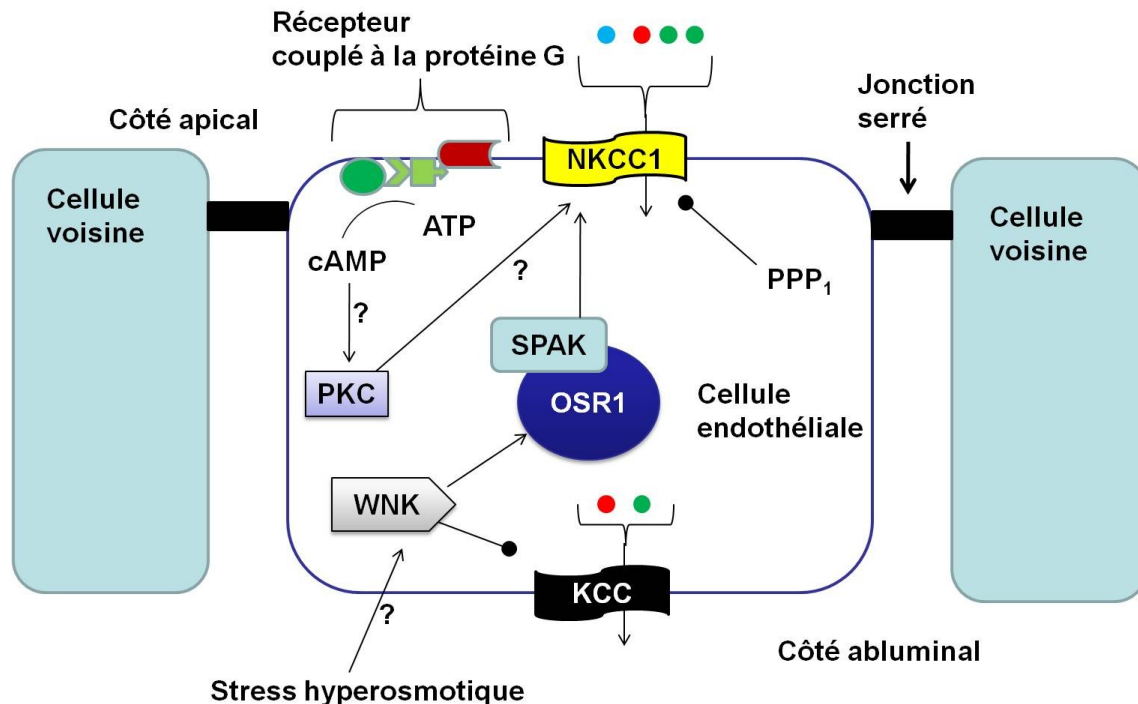 Récepteur
couplé à la protéine G
Jonction
serré
Côté apical
NKCC1
Cellule
voisine
Cellule
voisine
ATP
cAMP
?
PPP1
?
SPAK
PKC
OSR1
Cellule
endothéliale
WNK
KCC
?
Côté abluminal
Stress hyperosmotique